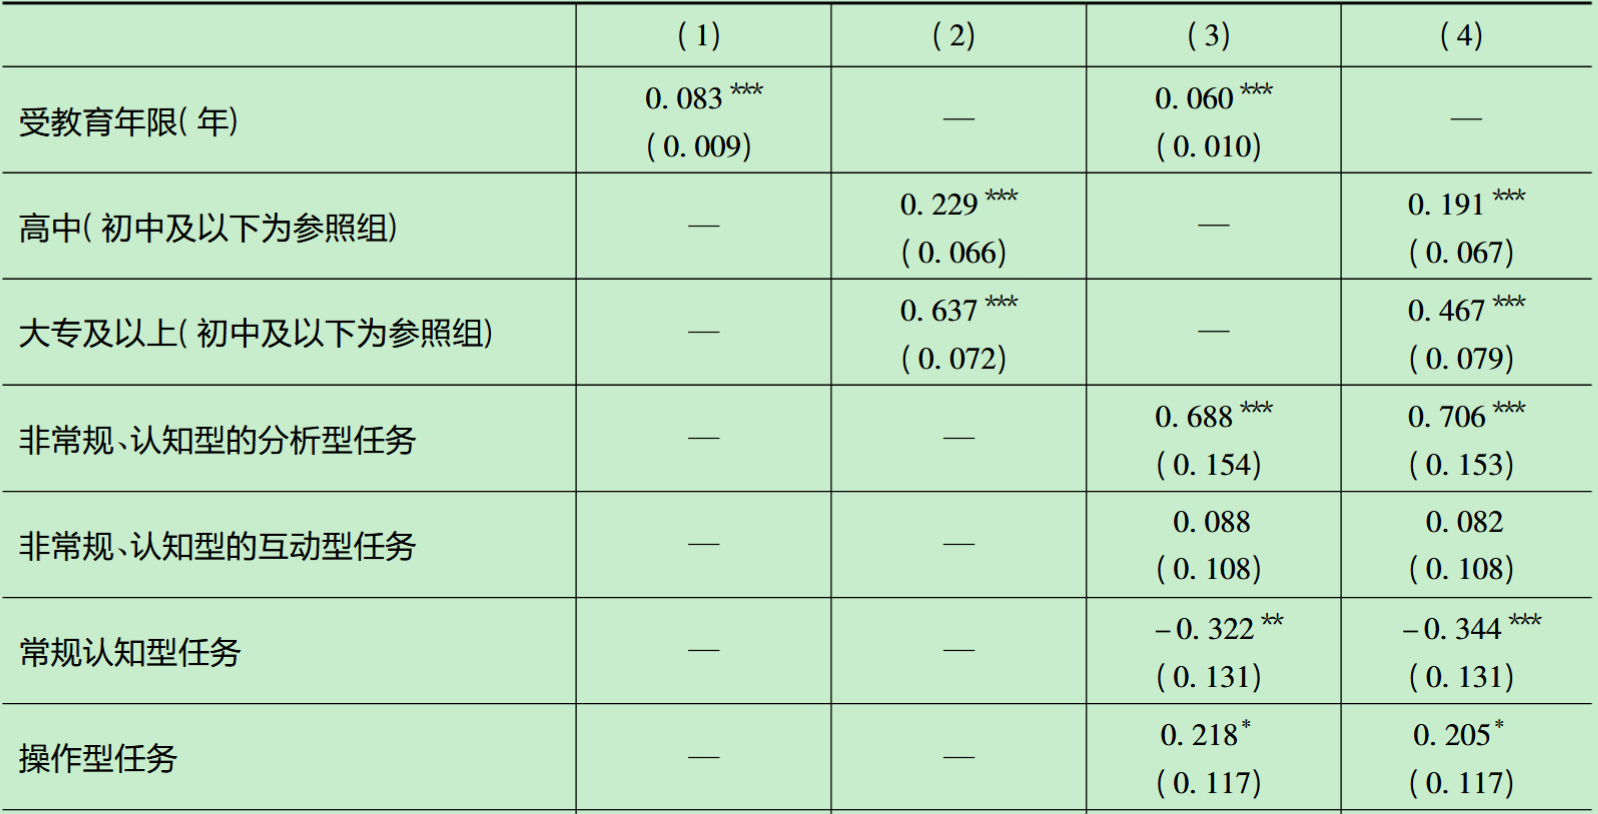 (1) (2) (3) (4)
受教育年限(年) 0.083*** — 0.060*** —
(0.009) (0.010)
高中(初中及以下为参照组) — 0.229*** — 0.191***
(0.066) (0.067)
大专及以上(初中及以下为参照组) — 0.637*** — 0.467***
(0.072) (0.079)
非常规、认知型的分析型任务 — — 0.688*** 0.706***
(0.154) (0.153)
非常规、认知型的互动型任务 — — 0.088 0.082
(0.108) (0.108)
常规认知型任务 — — –0.322** –0.344***
(0.131) (0.131)
操作型任务 — — 0.218* 0.205*
(0.117) (0.117)